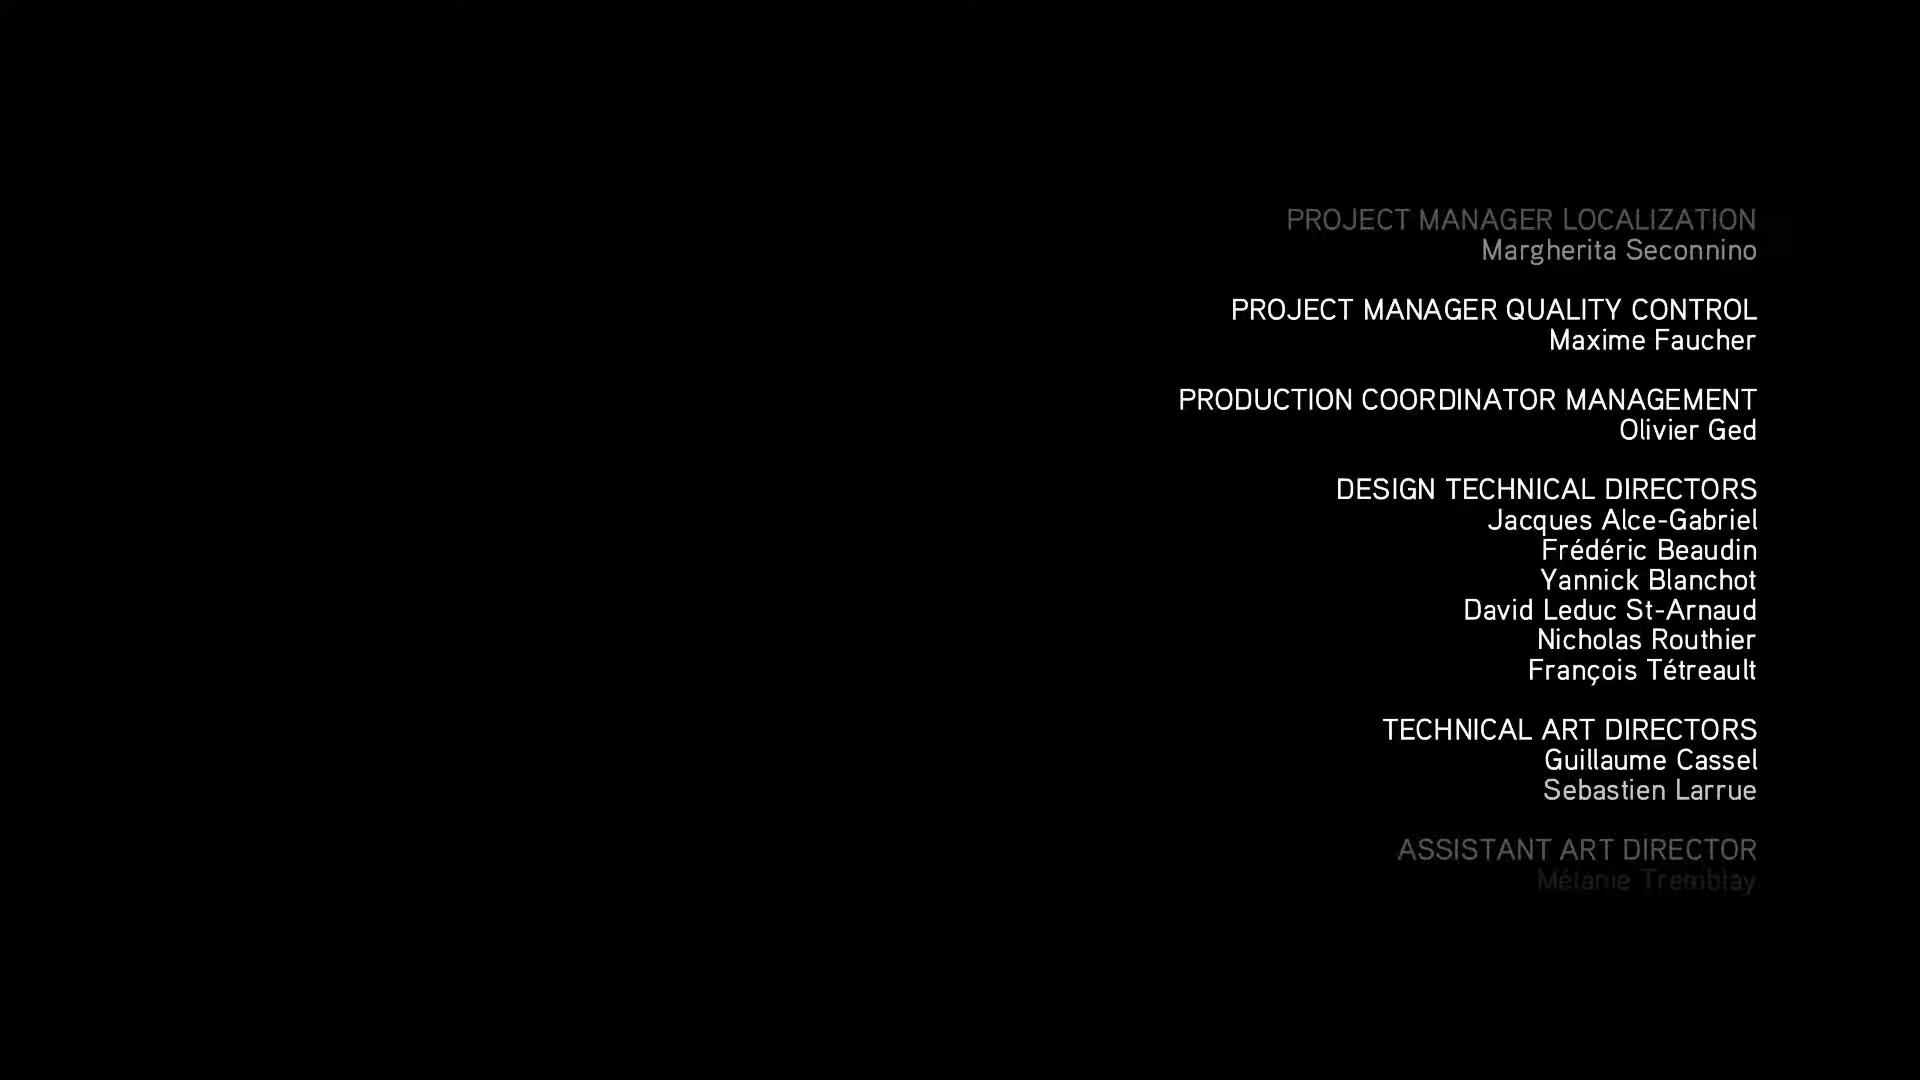 PROJECT MANAGER LOCALIZATION
Margherita Seconnino
PROJECT MANAGER QUALITY CONTROL
Maxime Faucher
PRODUCTION COORDINATOR MANAGEMENT
Olivier Ged
DESIGN TECHNICAL DIRECTORS
Jacques Alce-Gabriel
Frédéric Beaudin
Yannick Blanchot
David Leduc St-Arnaud
Nicholas Routhier
François Tétreault
TECHNICAL ART DIRECTORS
Guillaume Cassel
Sebastien Larrue
ASSISTANT ART DIRECTOR
Mélanie Tremblay